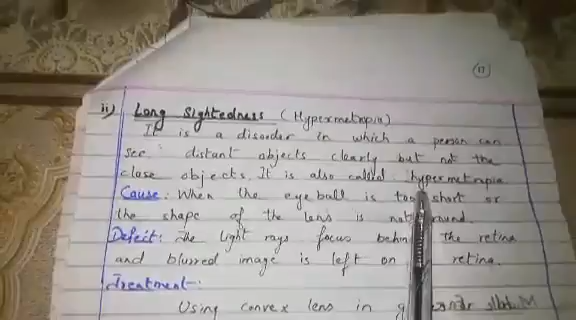 17
ii) Long Sightedness (Hypermetropia)
It is a disorder in which a person can
see distant objects clearly but not the
close objects. It is also called hypermetropia
Cause: When the eyeball is too short or
the shape of the lens is not round.
Defect: The light rays focus behind the retina
and blurred image is left on retina.
Treatment:
Using convex lens in